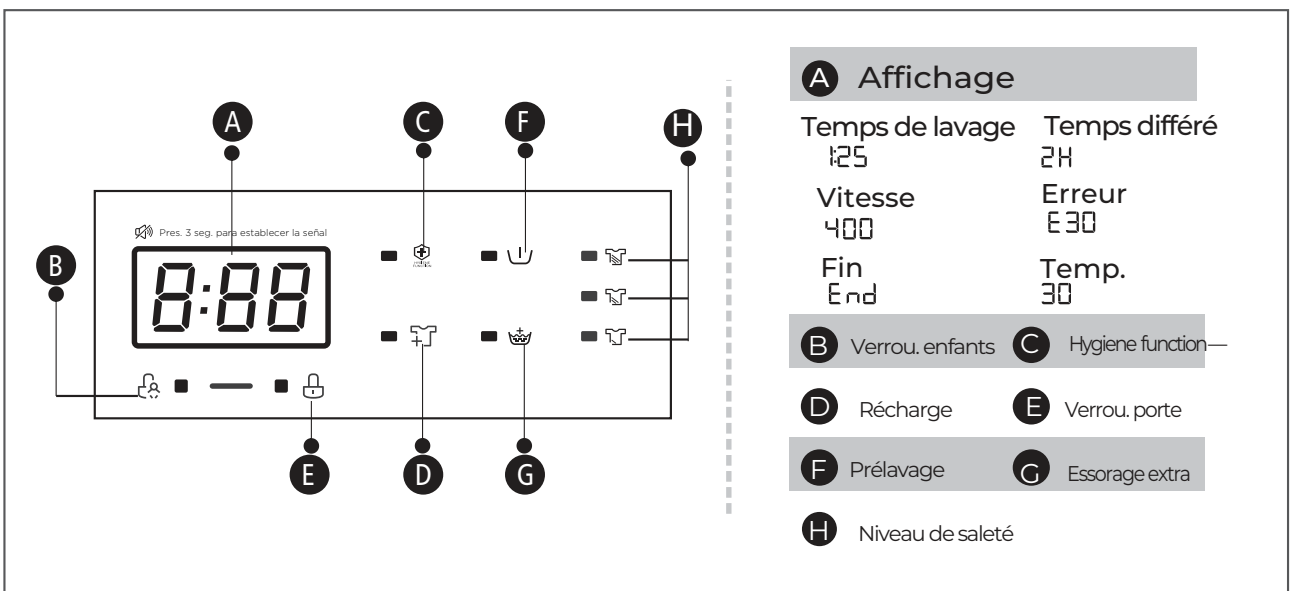 A
C
F
H
Pres. 3 seg. para establecer la señal
B
8:88
HYGIENE
FUNCTION
E
D
G
A Affichage
Temps de lavage Temps différé
1:25 2H
Vitesse Erreur
400 E30
Fin Temp.
End 30
B Verrou. enfants C Hygiene function—
D Récharge E Verrou. porte
F Prélavage G Essorage extra
H Niveau de saleté